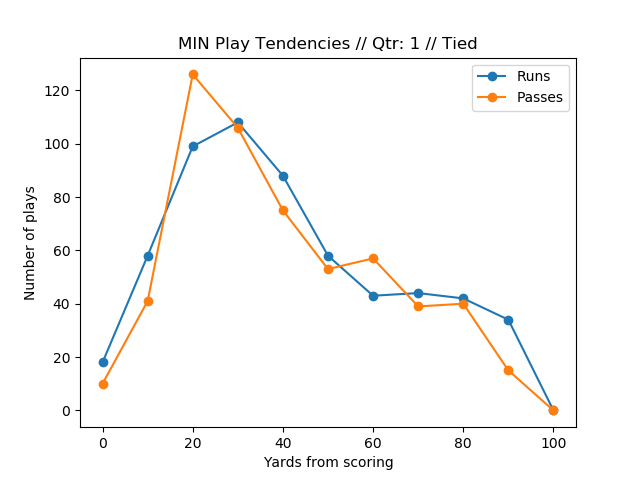 MIN Play Tendencies // Qtr: 1 // Tied
Runs
Passes
Number of plays
120
100
80
60
40
20
0
0 20 40 60 80 100
Yards from scoring